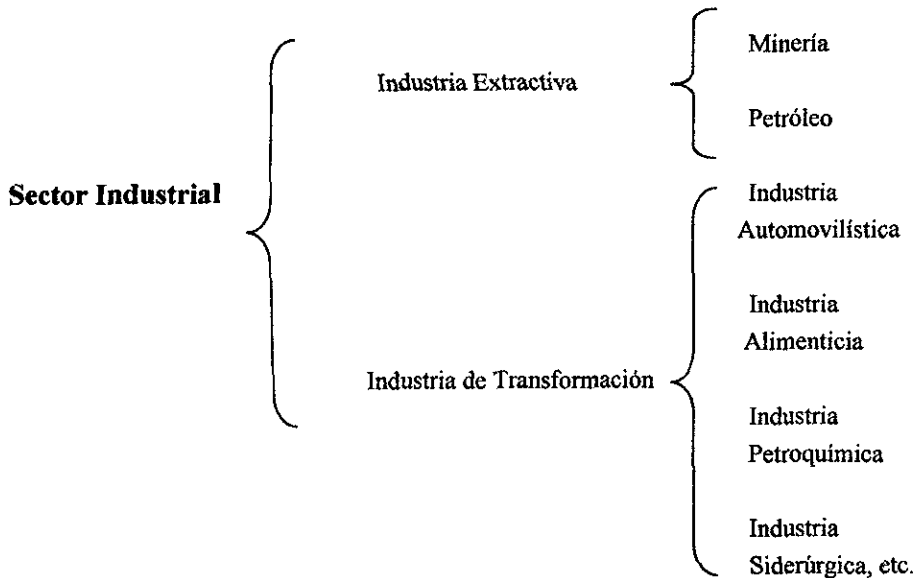 Sector Industrial
Industria Extractiva
Minería
Petróleo
Industria de Transformación
Industria
Automovilística
Industria
Alimenticia
Industria
Petroquímica
Industria
Siderúrgica, etc.